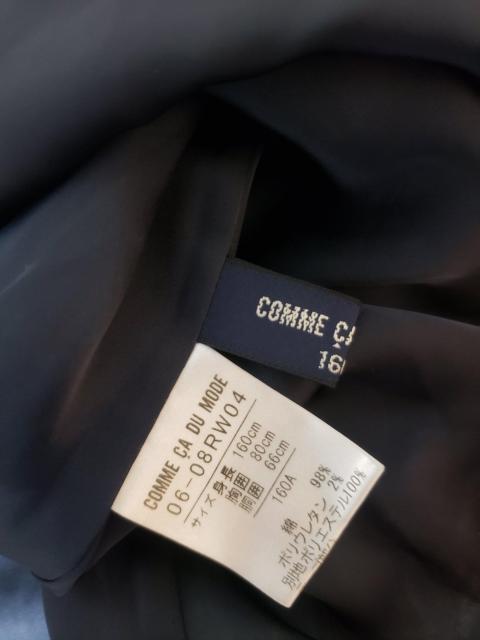 COMME ÇA
16
COMME ÇA DU MODE
06-08RW04
サイズ 身長 160cm
胸囲 80cm
胴囲 66cm
160A
綿 98%
ポリウレタン 2%
別地ポリエステル100%